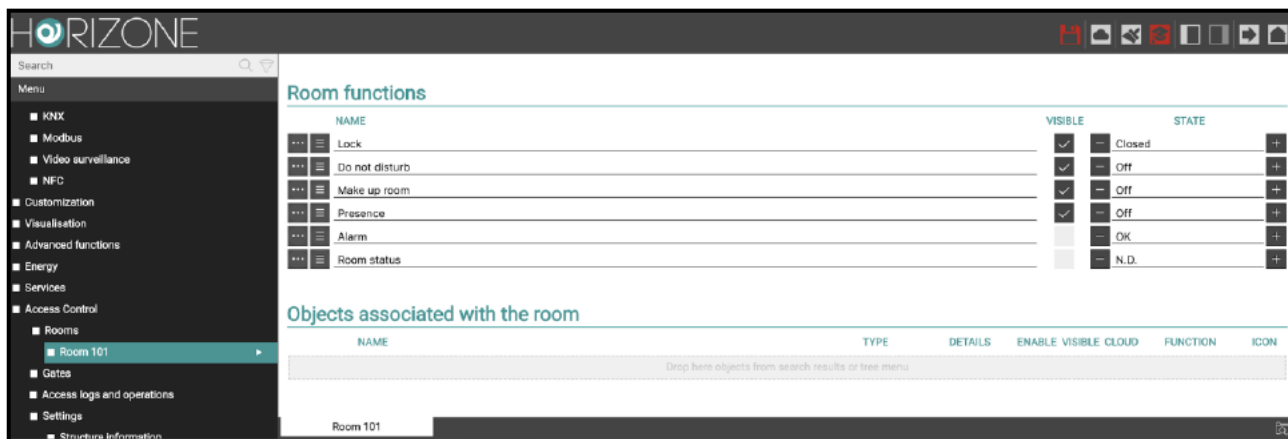 HORIZONE
Search
Menu
KNX
Modbus
Video surveillance
NFC
Customization
Visualisation
Advanced functions
Energy
Services
Access Control
Rooms
Room 101
Gates
Access logs and operations
Settings
Structure information
Room functions
NAME VISIBLE STATE
Lock Closed
Do not disturb Off
Make up room Off
Presence Off
Alarm OK
Room status N.D.
Objects associated with the room
NAME TYPE DETAILS ENABLE VISIBLE CLOUD FUNCTION ICON
Drop here objects from search results or tree menu
Room 101